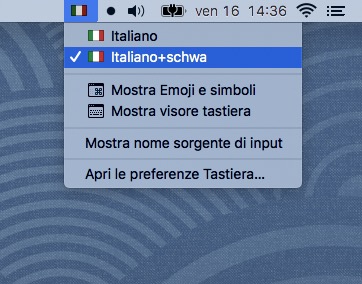 ven 16 14:36
Italiano
Italiano+schwa
Mostra Emoji e simboli
Mostra visore tastiera
Mostra nome sorgente di input
Apri le preferenze Tastiera...